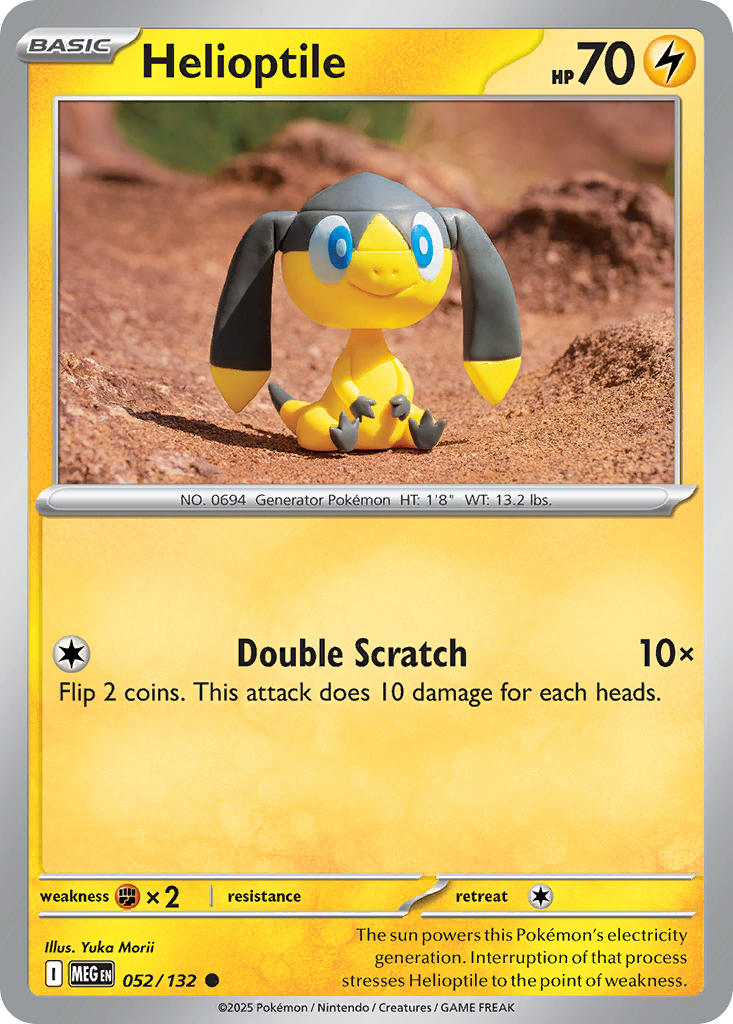 BASIC
Helioptile
HP 70
NO. 0694 Generator Pokémon HT: 1'8" WT: 13.2 lbs.
Double Scratch 10×
Flip 2 coins. This attack does 10 damage for each heads.
weakness ×2 resistance retreat
Illus. Yuka Morii
I MEG EN 052/132
The sun powers this Pokémon's electricity
generation. Interruption of that process
stresses Helioptile to the point of weakness.
©2025 Pokémon / Nintendo / Creatures / GAME FREAK